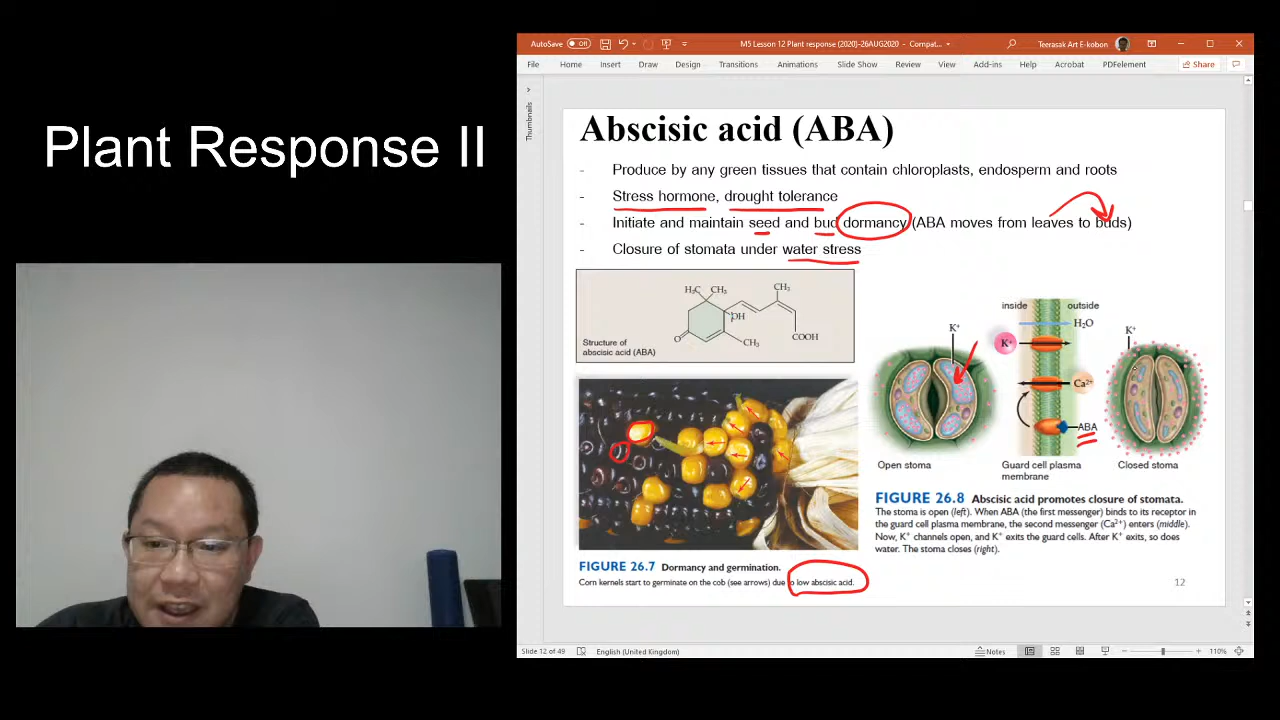 Plant Response II
AutoSave Off
M5 Lesson 12 Plant response (2020)-26AUG2020 - Compat...
Teerasak Art E-kobon
File Home Insert Draw Design Transitions Animations Slide Show Review View Add-ins Help Acrobat PDFelement Share
Thumbnails
Abscisic acid (ABA)
- Produce by any green tissues that contain chloroplasts, endosperm and roots
- Stress hormone, drought tolerance
- Initiate and maintain seed and bud dormancy (ABA moves from leaves to buds)
- Closure of stomata under water stress
H₃C CH₃ CH₃
OH
O CH₃ COOH
Structure of
abscisic acid (ABA)
inside outside
H₂O
K⁺ K⁺ K⁺
Ca²⁺
ABA
Open stoma Guard cell plasma Closed stoma
membrane
FIGURE 26.8 Abscisic acid promotes closure of stomata.
The stoma is open (left). When ABA (the first messenger) binds to its receptor in
the guard cell plasma membrane, the second messenger (Ca²⁺) enters (middle).
Now, K⁺ channels open, and K⁺ exits the guard cells. After K⁺ exits, so does
water. The stoma closes (right).
FIGURE 26.7 Dormancy and germination.
Corn kernels start to germinate on the cob (see arrows) due to low abscisic acid.
12
Slide 12 of 49 English (United Kingdom) Notes 110%